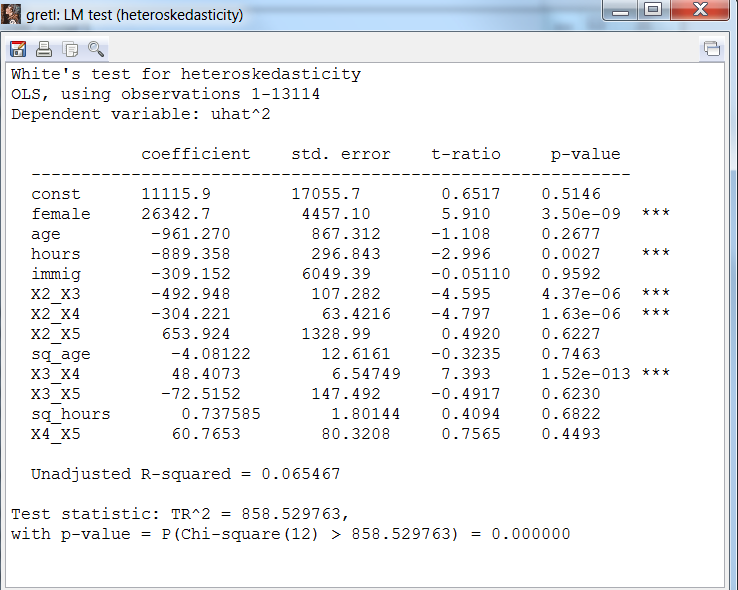 gretl: LM test (heteroskedasticity)
White's test for heteroskedasticity
OLS, using observations 1-13114
Dependent variable: uhat^2
coefficient std. error t-ratio p-value
---------------------------------------------------------------
const 11115.9 17055.7 0.6517 0.5146
female 26342.7 4457.10 5.910 3.50e-09 ***
age -961.270 867.312 -1.108 0.2677
hours -889.358 296.843 -2.996 0.0027 ***
immig -309.152 6049.39 -0.05110 0.9592
X2_X3 -492.948 107.282 -4.595 4.37e-06 ***
X2_X4 -304.221 63.4216 -4.797 1.63e-06 ***
X2_X5 653.924 1328.99 0.4920 0.6227
sq_age -4.08122 12.6161 -0.3235 0.7463
X3_X4 48.4073 6.54749 7.393 1.52e-013 ***
X3_X5 -72.5152 147.492 -0.4917 0.6230
sq_hours 0.737585 1.80144 0.4094 0.6822
X4_X5 60.7653 80.3208 0.7565 0.4493
Unadjusted R-squared = 0.065467
Test statistic: TR^2 = 858.529763,
with p-value = P(Chi-square(12) > 858.529763) = 0.000000